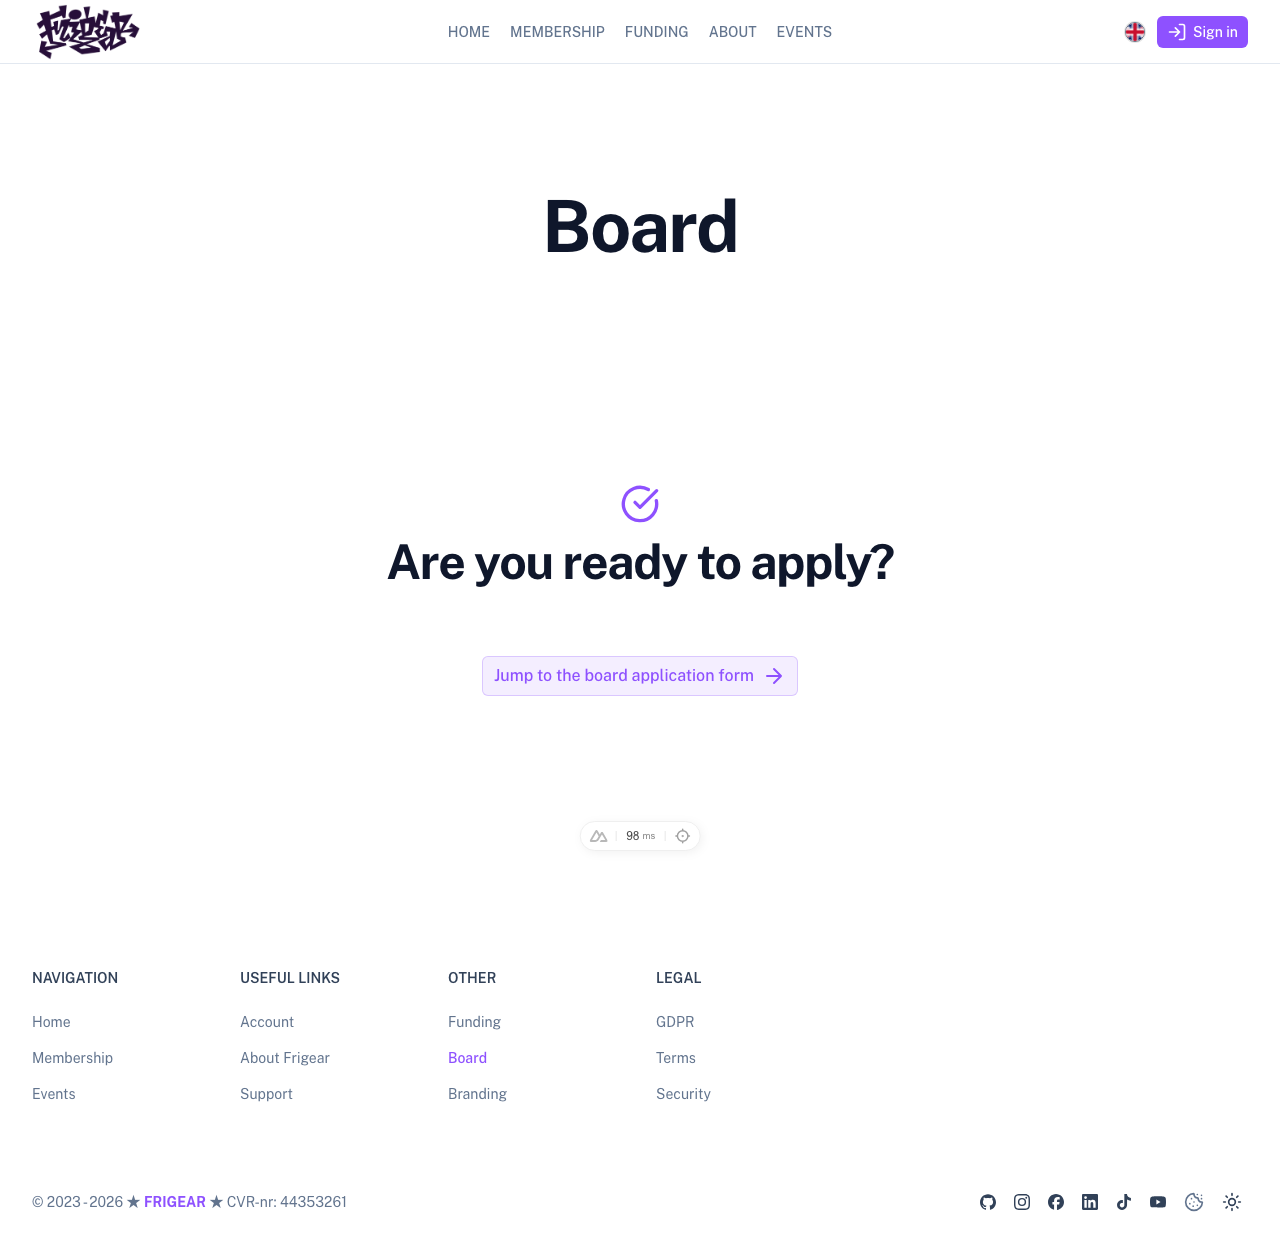 HOME MEMBERSHIP FUNDING ABOUT EVENTS
Sign in
Board
Are you ready to apply?
Jump to the board application form
98 ms
NAVIGATION
Home
Membership
Events
USEFUL LINKS
Account
About Frigear
Support
OTHER
Funding
Board
Branding
LEGAL
GDPR
Terms
Security
© 2023 - 2026 ★ FRIGEAR ★ CVR-nr: 44353261